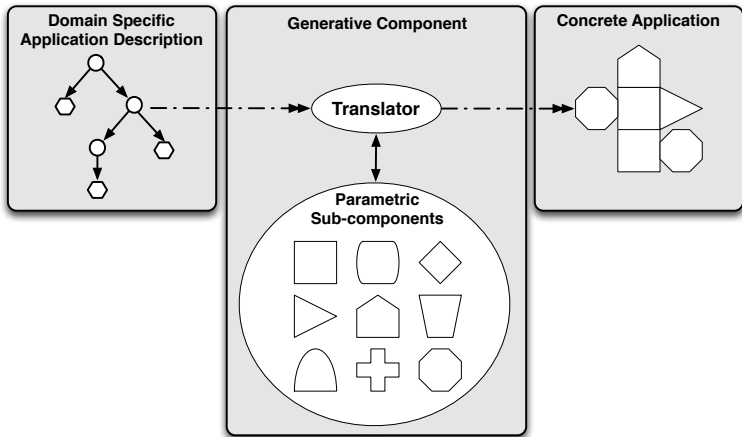 Domain Specific
Application Description
Generative Component
Concrete Application
Translator
Parametric
Sub-components